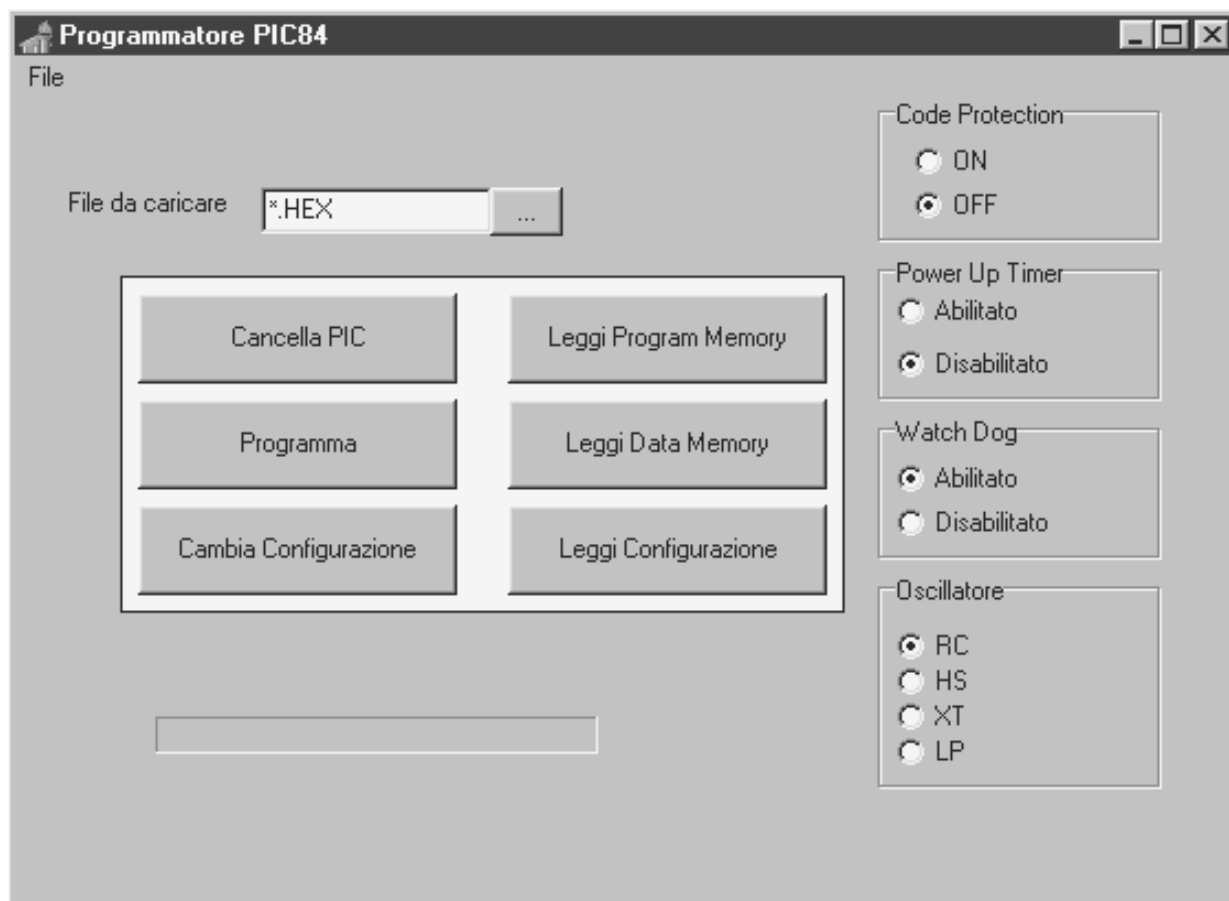 Programmatore PIC84
File
File da caricare
*.HEX
...
Cancella PIC
Leggi Program Memory
Programma
Leggi Data Memory
Cambia Configurazione
Leggi Configurazione
Code Protection
ON
OFF
Power Up Timer
Abilitato
Disabilitato
Watch Dog
Abilitato
Disabilitato
Oscillatore
RC
HS
XT
LP